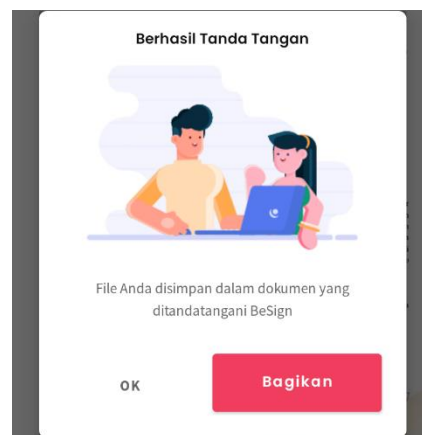 Berhasil Tanda Tangan
File Anda disimpan dalam dokumen yang
ditandatangani BeSign
OK
Bagikan